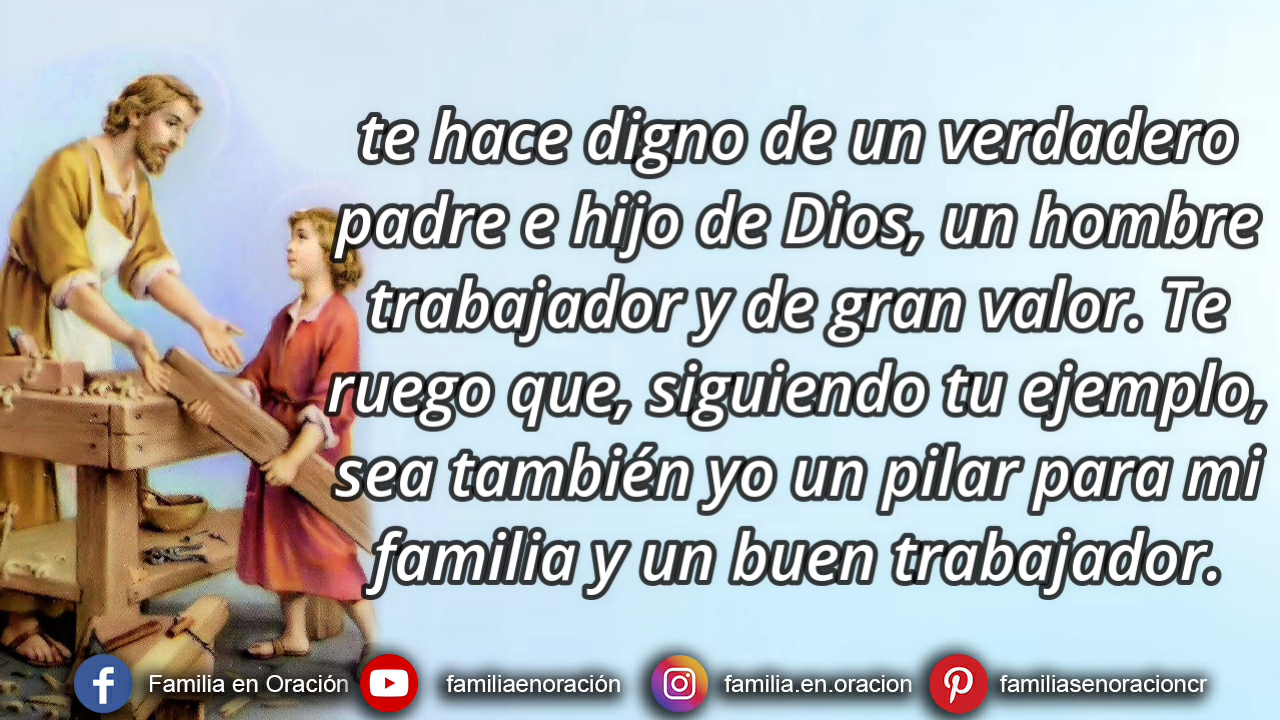 te hace digno de un verdadero
padre e hijo de Dios, un hombre
trabajador y de gran valor. Te
ruego que, siguiendo tu ejemplo,
sea también yo un pilar para mi
familia y un buen trabajador.
Familia en Oración familiaenoración familia.en.oracion familiasenoracioncr